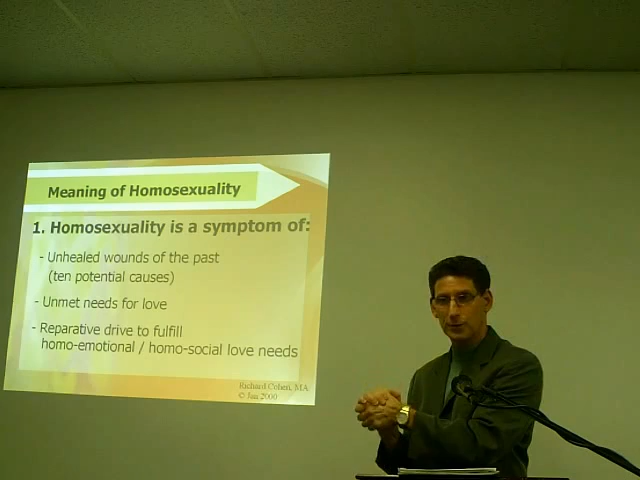 Meaning of Homosexuality
1. Homosexuality is a symptom of:
- Unhealed wounds of the past
(ten potential causes)
- Unmet needs for love
- Reparative drive to fulfill
homo-emotional / homo-social love needs
Richard Cohen, MA
© Jan 2000